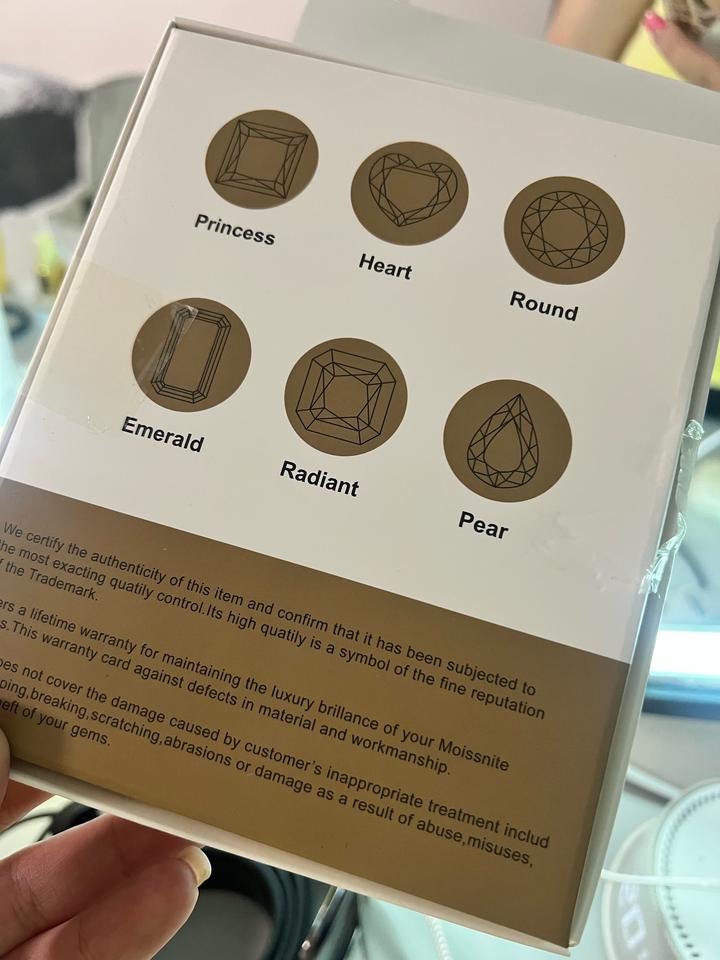 Princess
Heart
Round
Emerald
Radiant
Pear
We certify the authenticity of this item and confirm that it has been subjected to
the most exacting quatily control.Its high quatily is a symbol of the fine reputation
f the Trademark.
ers a lifetime warranty for maintaining the luxury brillance of your Moissnite
s.This warranty card against defects in material and workmanship.
oes not cover the damage caused by customer's inappropriate treatment includ
ping,breaking,scratching,abrasions or damage as a result of abuse,misuses,
eft of your gems.